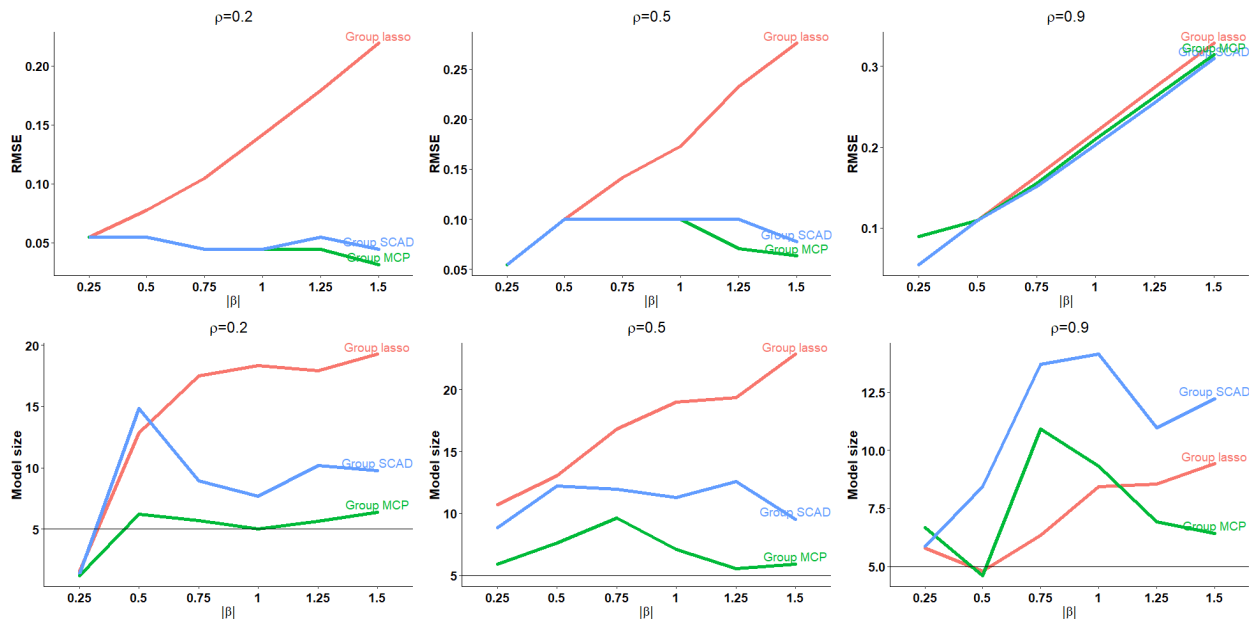 ρ=0.2
RMSE
0.20
0.15
0.10
0.05
Group lasso
Group SCAD
Group MCP
0.25 0.5 0.75 1 1.25 1.5
|β|
ρ=0.5
RMSE
0.25
0.20
0.15
0.10
0.05
Group lasso
Group SCAD
Group MCP
0.25 0.5 0.75 1 1.25 1.5
|β|
ρ=0.9
RMSE
0.3
0.2
0.1
Group lasso
Group MCP
Group SCAD
0.25 0.5 0.75 1 1.25 1.5
|β|
ρ=0.2
Model size
20
15
10
5
Group lasso
Group SCAD
Group MCP
0.25 0.5 0.75 1 1.25 1.5
|β|
ρ=0.5
Model size
20
15
10
5
Group lasso
Group SCAD
Group MCP
0.25 0.5 0.75 1 1.25 1.5
|β|
ρ=0.9
Model size
12.5
10.0
7.5
5.0
Group SCAD
Group lasso
Group MCP
0.25 0.5 0.75 1 1.25 1.5
|β|